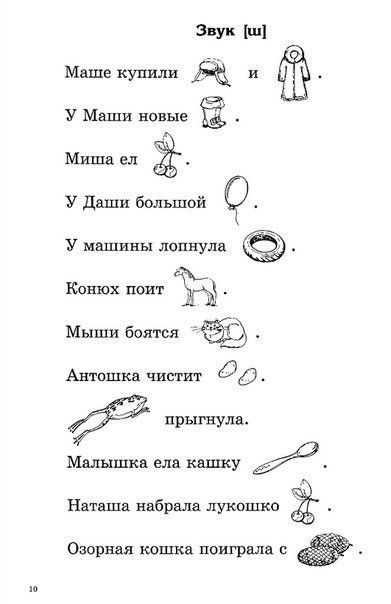 Звук [ш]
Маше купили и .
У Маши новые .
Миша ел .
У Даши большой .
У машины лопнула .
Конюх поит .
Мыши боятся .
Антошка чистит .
прыгнула.
Малышка ела кашку .
Наташа набрала лукошко .
Озорная кошка поиграла с .
10